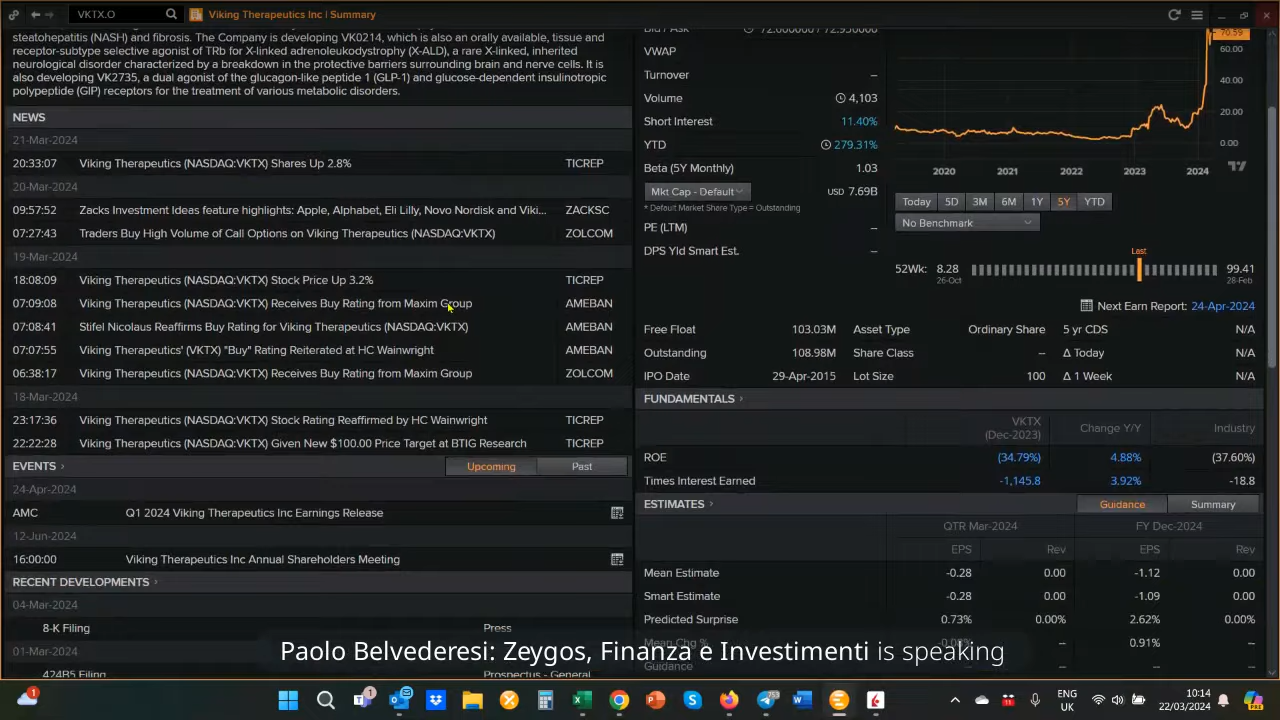 VKTX.O
Viking Therapeutics Inc | Summary
steatohepatitis (NASH) and fibrosis. The Company is developing VK0214, which is also an orally available, tissue and
receptor-subtype selective agonist of TRb for X-linked adrenoleukodystrophy (X-ALD), a rare X-linked, inherited
neurological disorder characterized by a breakdown in the protective barriers surrounding brain and nerve cells. It is
also developing VK2735, a dual agonist of the glucagon-like peptide 1 (GLP-1) and glucose-dependent insulinotropic
polypeptide (GIP) receptors for the treatment of various metabolic disorders.
NEWS
21-Mar-2024
20:33:07 Viking Therapeutics (NASDAQ:VKTX) Shares Up 2.8% TICREP
20-Mar-2024
09:57:52 Zacks Investment Ideas feature highlights: Apple, Alphabet, Eli Lilly, Novo Nordisk and Viki... ZACKSC
07:27:43 Traders Buy High Volume of Call Options on Viking Therapeutics (NASDAQ:VKTX) ZOLCOM
19-Mar-2024
18:08:09 Viking Therapeutics (NASDAQ:VKTX) Stock Price Up 3.2% TICREP
07:09:08 Viking Therapeutics (NASDAQ:VKTX) Receives Buy Rating from Maxim Group AMEBAN
07:08:41 Stifel Nicolaus Reaffirms Buy Rating for Viking Therapeutics (NASDAQ:VKTX) AMEBAN
07:07:55 Viking Therapeutics' (VKTX) "Buy" Rating Reiterated at HC Wainwright AMEBAN
06:38:17 Viking Therapeutics (NASDAQ:VKTX) Receives Buy Rating from Maxim Group ZOLCOM
18-Mar-2024
23:17:36 Viking Therapeutics (NASDAQ:VKTX) Stock Rating Reaffirmed by HC Wainwright TICREP
22:22:28 Viking Therapeutics (NASDAQ:VKTX) Given New $100.00 Price Target at BTIG Research TICREP
EVENTS Upcoming Past
24-Apr-2024
AMC Q1 2024 Viking Therapeutics Inc Earnings Release
12-Jun-2024
16:00:00 Viking Therapeutics Inc Annual Shareholders Meeting
RECENT DEVELOPMENTS
04-Mar-2024
8-K Filing Press
01-Mar-2024
424B5 Filing Prospectus - General
Bid / Ask 72.000000 / 72.950000
VWAP
Turnover --
Volume 4,103
Short Interest 11.40%
YTD 279.31%
Beta (5Y Monthly) 1.03
Mkt Cap - Default USD 7.69B
* Default Market Share Type = Outstanding
PE (LTM) --
DPS Yld Smart Est. --
70.59
60.00
40.00
20.00
0.00
2020 2021 2022 2023 2024
Today 5D 3M 6M 1Y 5Y YTD
No Benchmark
Last
52Wk: 8.28 99.41
26-Oct 28-Feb
Next Earn Report: 24-Apr-2024
Free Float 103.03M Asset Type Ordinary Share 5 yr CDS N/A
Outstanding 108.98M Share Class -- Δ Today N/A
IPO Date 29-Apr-2015 Lot Size 100 Δ 1 Week N/A
FUNDAMENTALS
VKTX
(Dec-2023) Change Y/Y Industry
ROE (34.79%) 4.88% (37.60%)
Times Interest Earned -1,145.8 3.92% -18.8
ESTIMATES Guidance Summary
QTR Mar-2024 FY Dec-2024
EPS Rev EPS Rev
Mean Estimate -0.28 0.00 -1.12 0.00
Smart Estimate -0.28 0.00 -1.09 0.00
Predicted Surprise 0.73% 0.00% 2.62% 0.00%
Mean Chg % -- 0.91% --
Guidance -- -- --
Paolo Belvederesi: Zeygos, Finanza e Investimenti is speaking
ENG
UK
10:14
22/03/2024